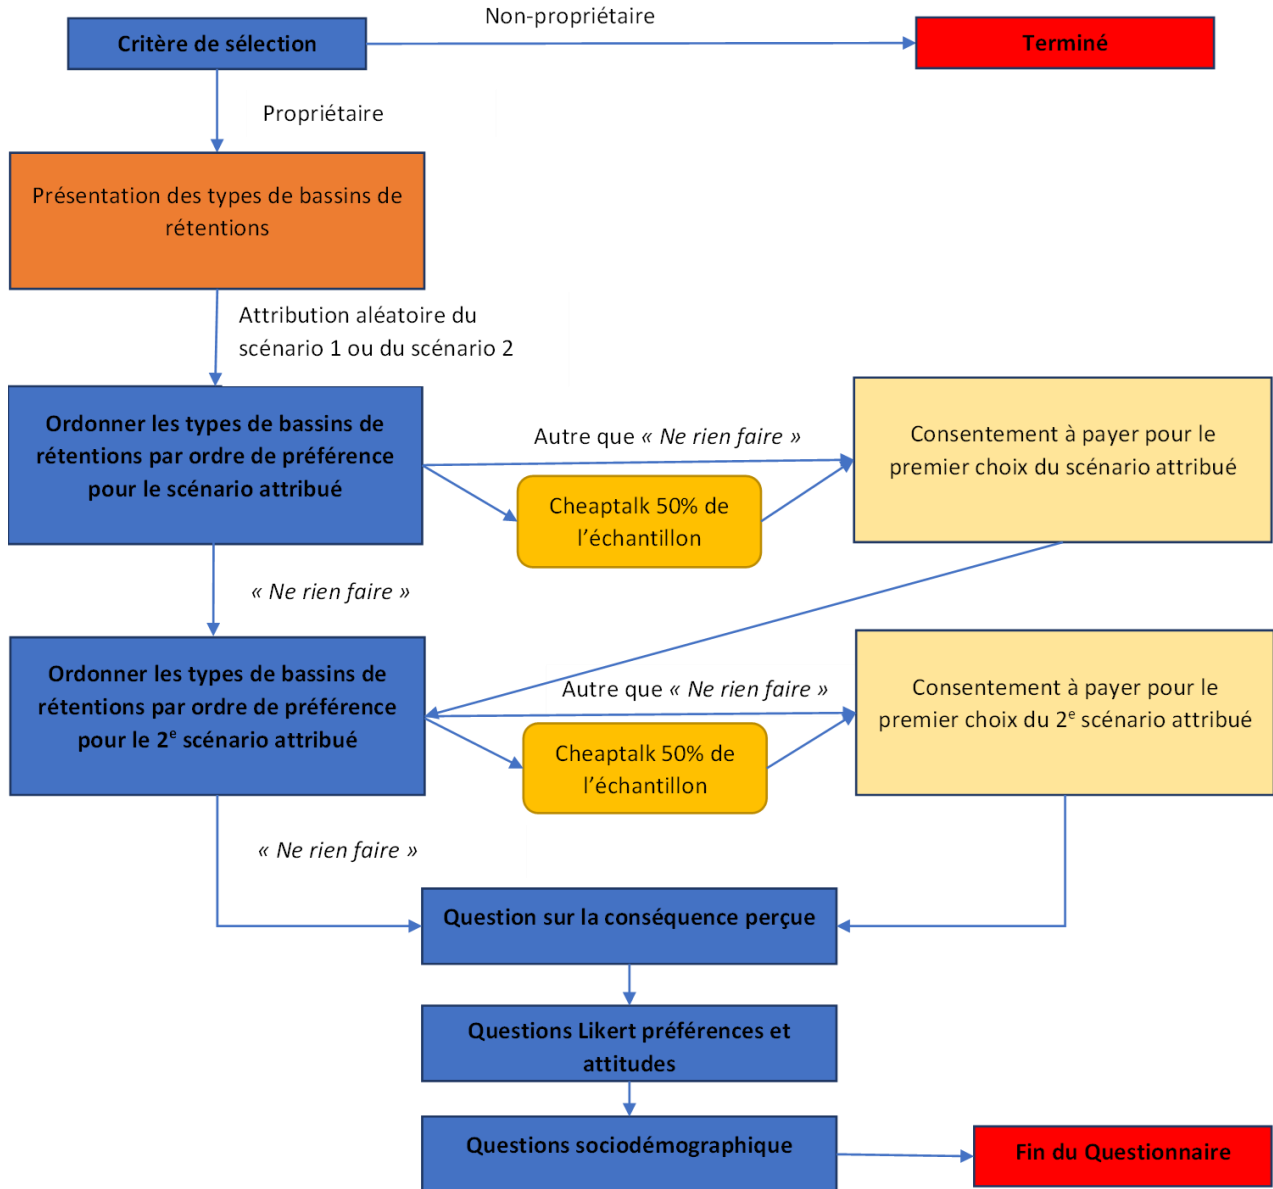 Non-propriétaire
Critère de sélection
Terminé
Propriétaire
Présentation des types de bassins de
rétentions
Attribution aléatoire du
scénario 1 ou du scénario 2
Ordonner les types de bassins de
rétentions par ordre de préférence
pour le scénario attribué
Autre que « Ne rien faire »
Cheaptalk 50% de
l’échantillon
Consentement à payer pour le
premier choix du scénario attribué
« Ne rien faire »
Ordonner les types de bassins de
rétentions par ordre de préférence
pour le 2e scénario attribué
Autre que « Ne rien faire »
Cheaptalk 50% de
l’échantillon
Consentement à payer pour le
premier choix du 2e scénario attribué
« Ne rien faire »
Question sur la conséquence perçue
Questions Likert préférences et
attitudes
Questions sociodémographique
Fin du Questionnaire